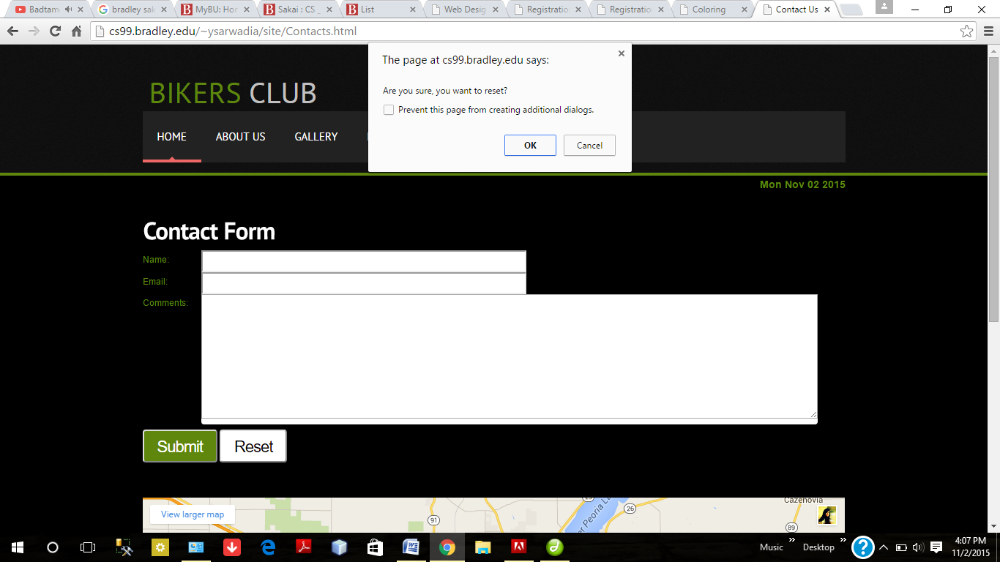 Badtame
bradley sak
MyBU: Hor
Sakai : CS _
List
Web Desig
Registratio
Registratio
Coloring
Contact Us
cs99.bradley.edu/~ysarwadia/site/Contacts.html
The page at cs99.bradley.edu says:
Are you sure, you want to reset?
Prevent this page from creating additional dialogs.
OK Cancel
BIKERS CLUB
HOME ABOUT US GALLERY
Mon Nov 02 2015
Contact Form
Name:
Email:
Comments:
Submit Reset
View larger map
91
26
89
er Peoria La
Cazenovia
Music » Desktop »
4:07 PM
11/2/2015